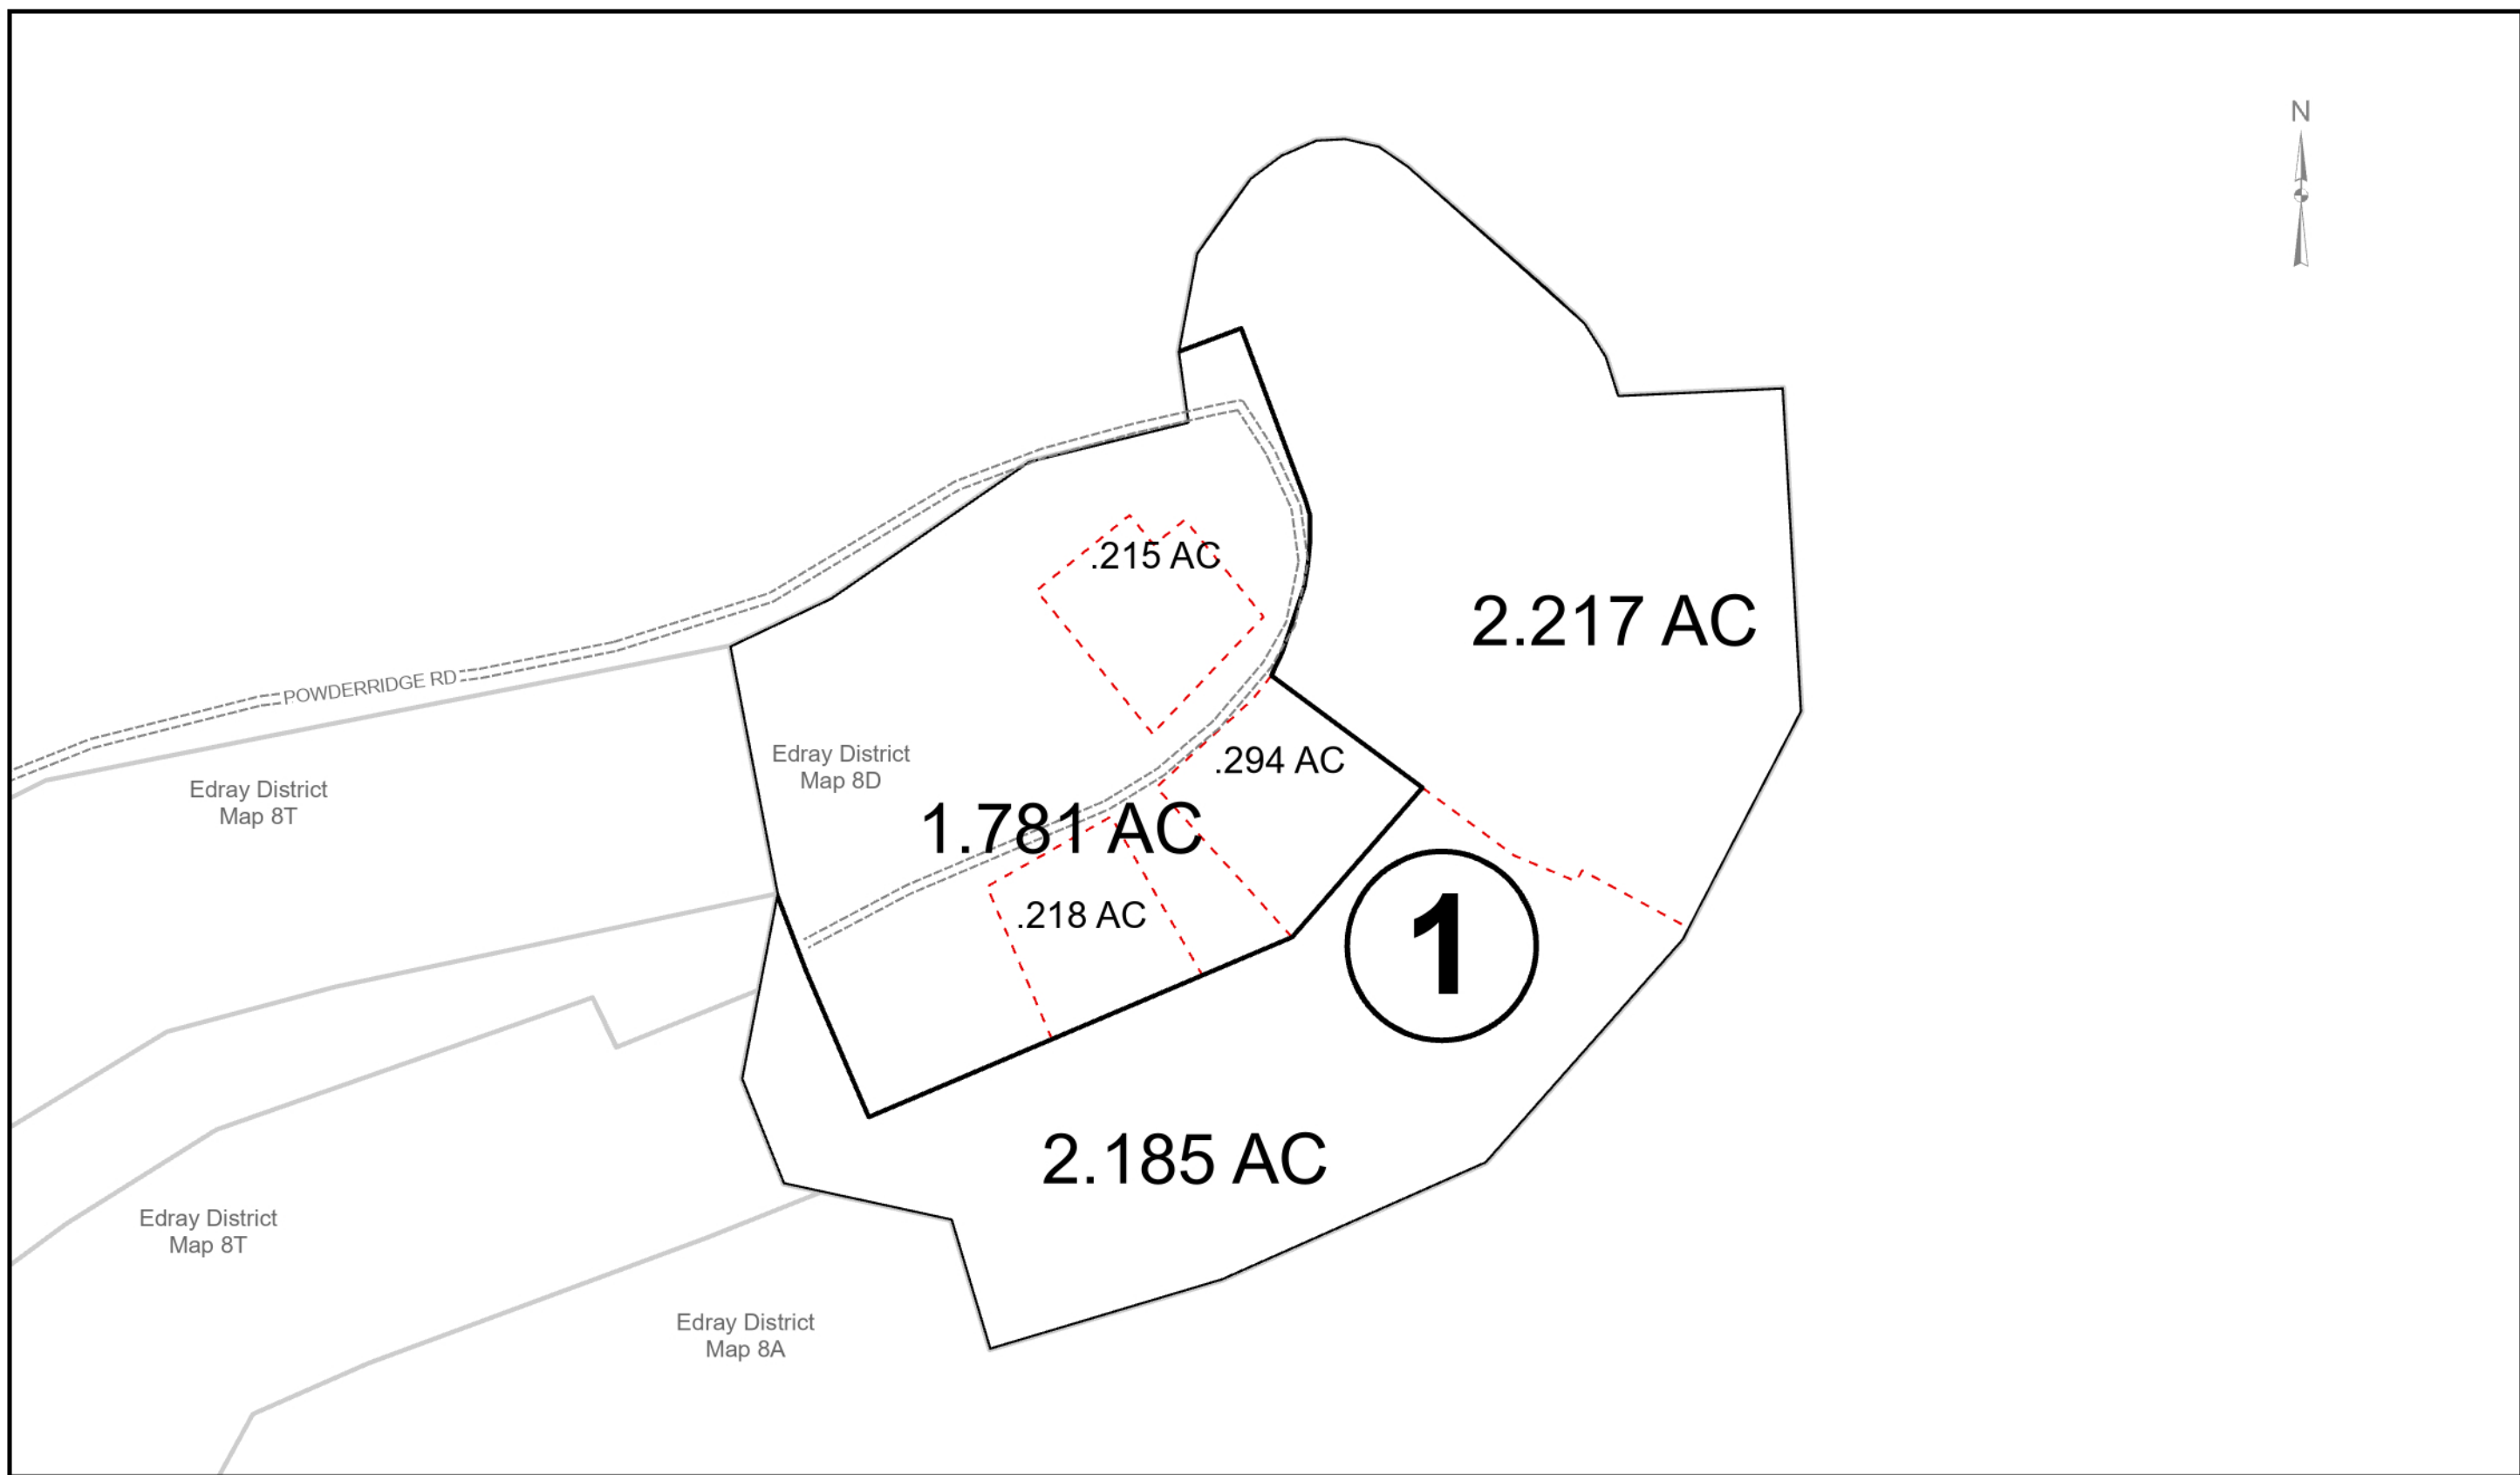 N
.215 AC
2.217 AC
POWDERRIDGE RD
Edray District
Map 8D
.294 AC
Edray District
Map 8T
1.781 AC
.218 AC
1
2.185 AC
Edray District
Map 8T
Edray District
Map 8A